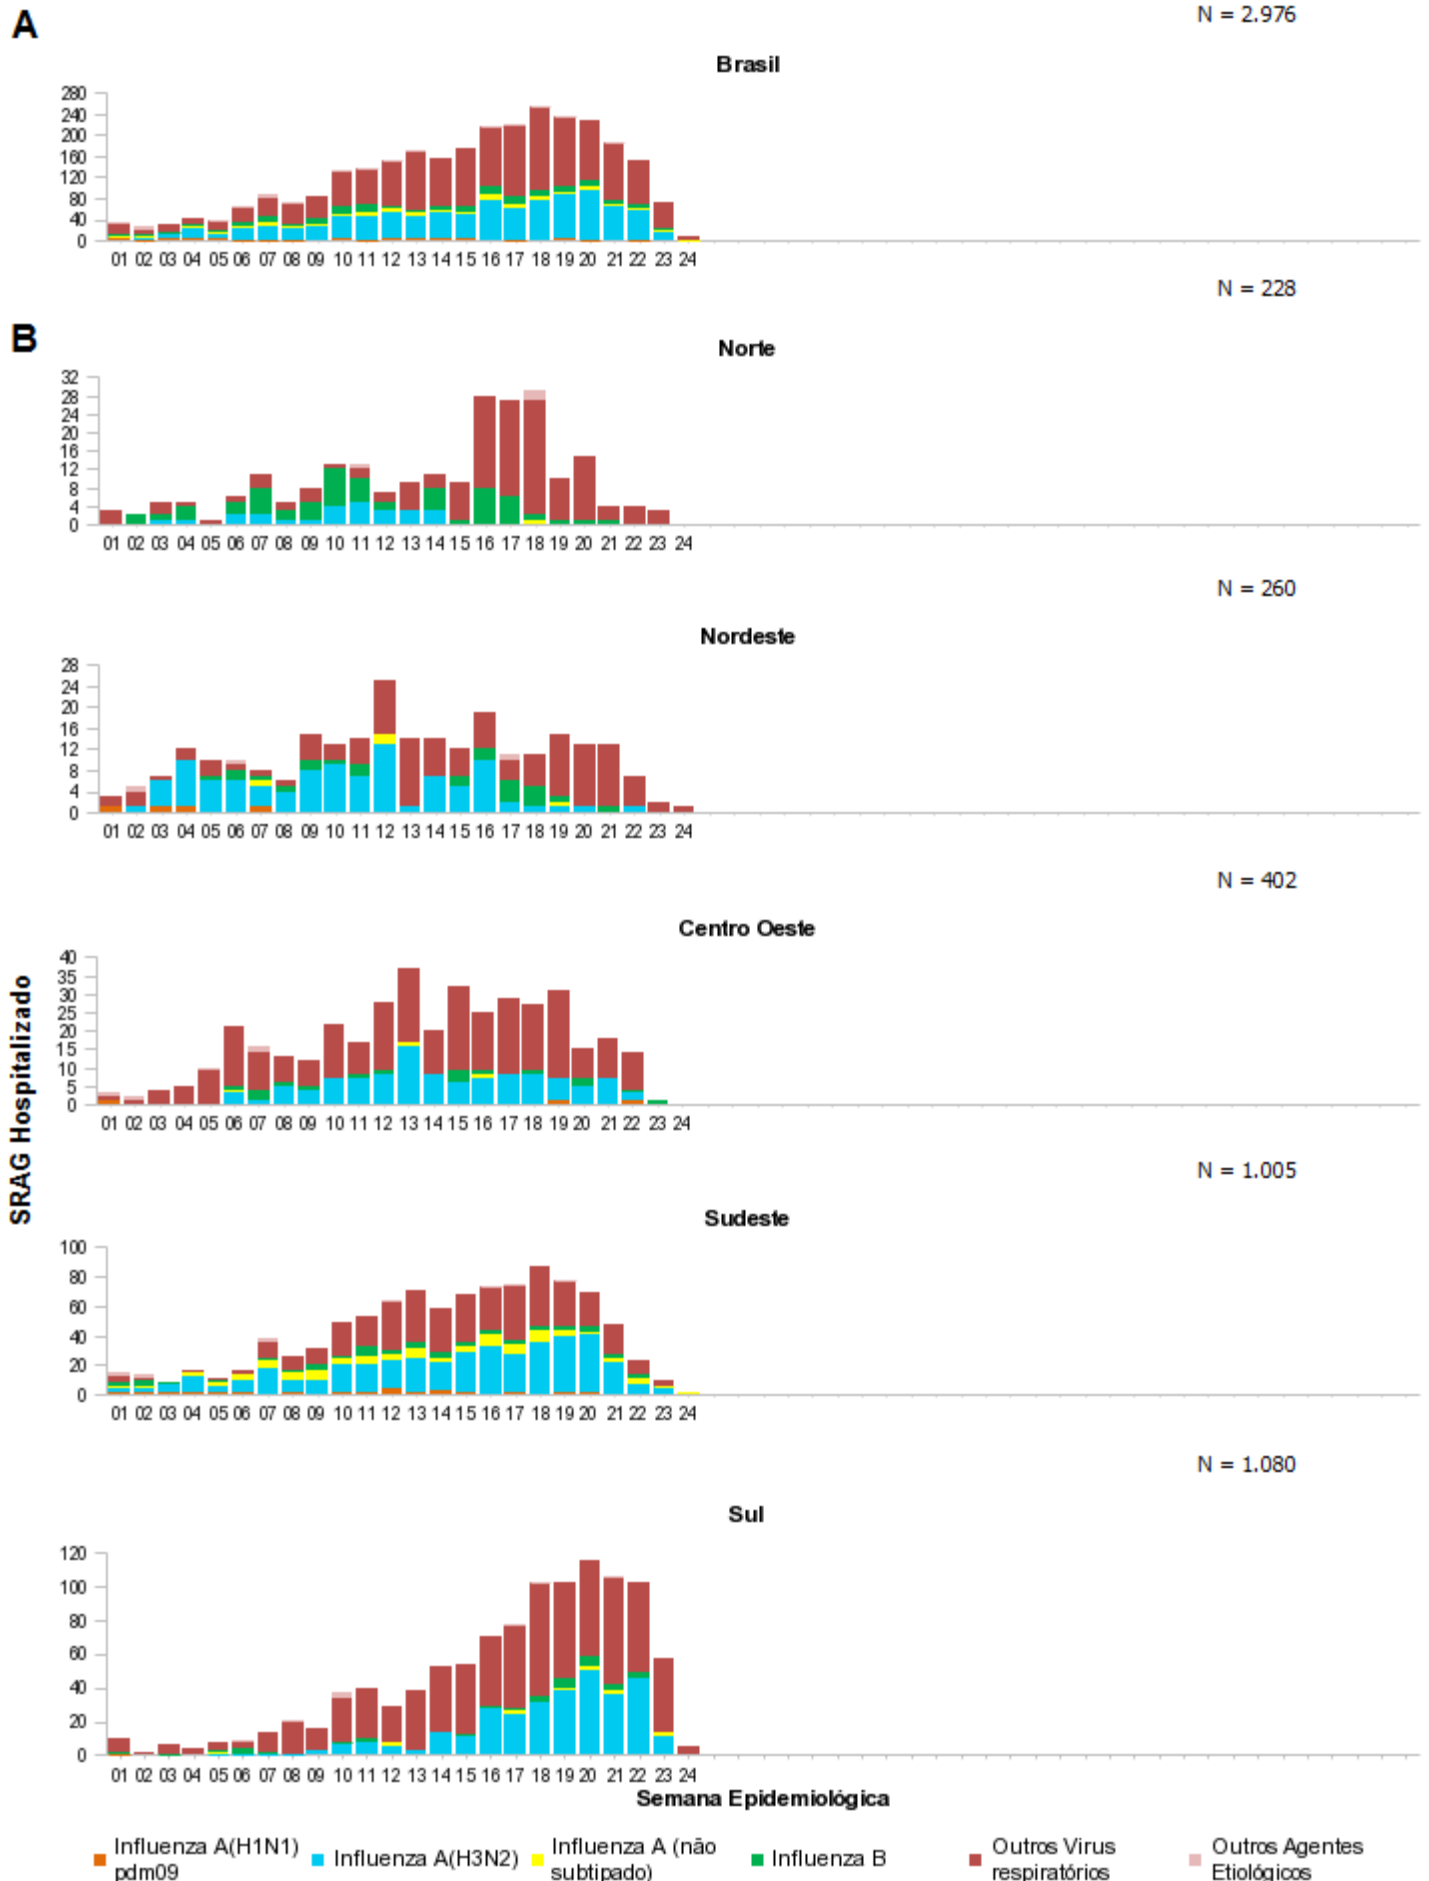 A
N = 2.976
Brasil
280
240
200
160
120
80
40
0
01 02 03 04 05 06 07 08 09 10 11 12 13 14 15 16 17 18 19 20 21 22 23 24
N = 228
B
Norte
32
28
24
20
16
12
8
4
0
01 02 03 04 05 06 07 08 09 10 11 12 13 14 15 16 17 18 19 20 21 22 23 24
N = 260
Nordeste
28
24
20
16
12
8
4
0
01 02 03 04 05 06 07 08 09 10 11 12 13 14 15 16 17 18 19 20 21 22 23 24
N = 402
Centro Oeste
40
35
30
25
20
15
10
5
0
01 02 03 04 05 06 07 08 09 10 11 12 13 14 15 16 17 18 19 20 21 22 23 24
SRAG Hospitalizado
N = 1.005
Sudeste
100
80
60
40
20
0
01 02 03 04 05 06 07 08 09 10 11 12 13 14 15 16 17 18 19 20 21 22 23 24
N = 1.080
Sul
120
100
80
60
40
20
0
01 02 03 04 05 06 07 08 09 10 11 12 13 14 15 16 17 18 19 20 21 22 23 24
Semana Epidemiológica
Influenza A(H1N1)
pdm09
Influenza A(H3N2)
Influenza A (não
subtipado)
Influenza B
Outros Virus
respiratórios
Outros Agentes
Etiológicos